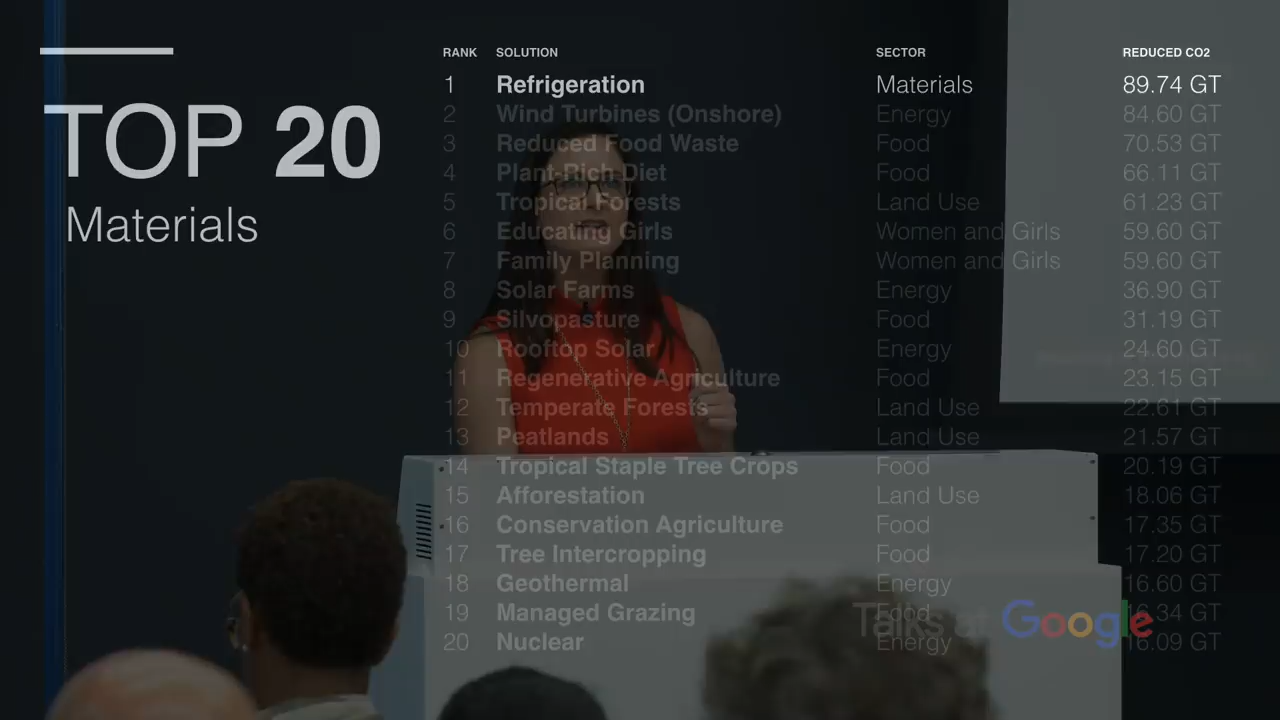 TOP 20
Materials
RANK SOLUTION SECTOR REDUCED CO2
1 Refrigeration Materials 89.74 GT
2 Wind Turbines (Onshore) Energy 84.60 GT
3 Reduced Food Waste Food 70.53 GT
4 Plant-Rich Diet Food 66.11 GT
5 Tropical Forests Land Use 61.23 GT
6 Educating Girls Women and Girls 59.60 GT
7 Family Planning Women and Girls 59.60 GT
8 Solar Farms Energy 36.90 GT
9 Silvopasture Food 31.19 GT
10 Rooftop Solar Energy 24.60 GT
11 Regenerative Agriculture Food 23.15 GT
12 Temperate Forests Land Use 22.61 GT
13 Peatlands Land Use 21.57 GT
14 Tropical Staple Tree Crops Food 20.19 GT
15 Afforestation Land Use 18.06 GT
16 Conservation Agriculture Food 17.35 GT
17 Tree Intercropping Food 17.20 GT
18 Geothermal Energy 16.60 GT
19 Managed Grazing Food 16.34 GT
20 Nuclear Energy 16.09 GT
Talks at Google